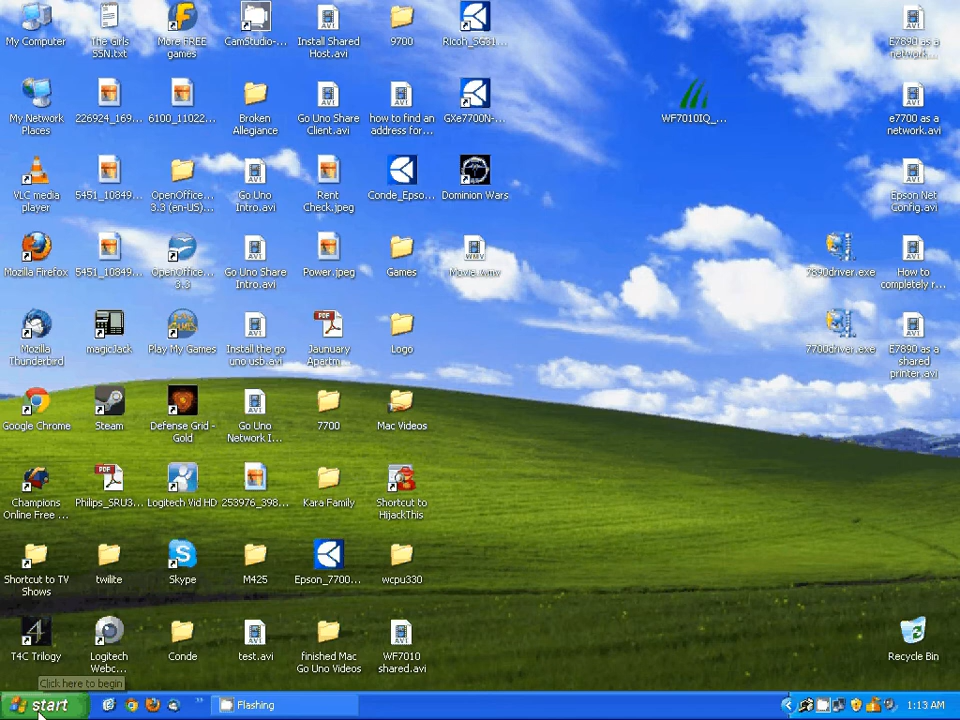 My Computer
The Girls
SSN.txt
More FREE
games
CamStudio-...
Install Shared
Host.avi
9700
Ricoh_SG31...
E7890 as a
network...
My Network
Places
226924_169...
6100_11022...
Broken
Allegiance
Go Uno Share
Client.avi
how to find an
address for...
GXe7700N-...
WF7010IQ_...
e7700 as a
network.avi
VLC media
player
5451_10849...
OpenOffice...
3.3 (en-US)...
Go Uno
Intro.avi
Rent
Check.jpeg
Conde_Epso...
Dominion Wars
Epson Net
Config.avi
Mozilla Firefox
5451_10849...
OpenOffice...
3.3
Go Uno Share
Intro.avi
Power.jpeg
Games
Movie.wmv
7890driver.exe
How to
completely r...
Mozilla
Thunderbird
magicJack
Play My Games
Install the go
uno usb.avi
Jaunuary
Apartm...
Logo
7700driver.exe
E7890 as a
shared
printer.avi
Google Chrome
Steam
Defense Grid -
Gold
Go Uno
Network I...
7700
Mac Videos
Champions
Online Free ...
Philips_SRU3...
Logitech Vid HD
253976_398...
Kara Family
Shortcut to
HijackThis
Shortcut to TV
Shows
twilite
Skype
M425
Epson_7700...
wcpu330
T4C Trilogy
Logitech
Webc...
Conde
test.avi
finished Mac
Go Uno Videos
WF7010
shared.avi
Recycle Bin
Click here to begin
start
Flashing
1:13 AM